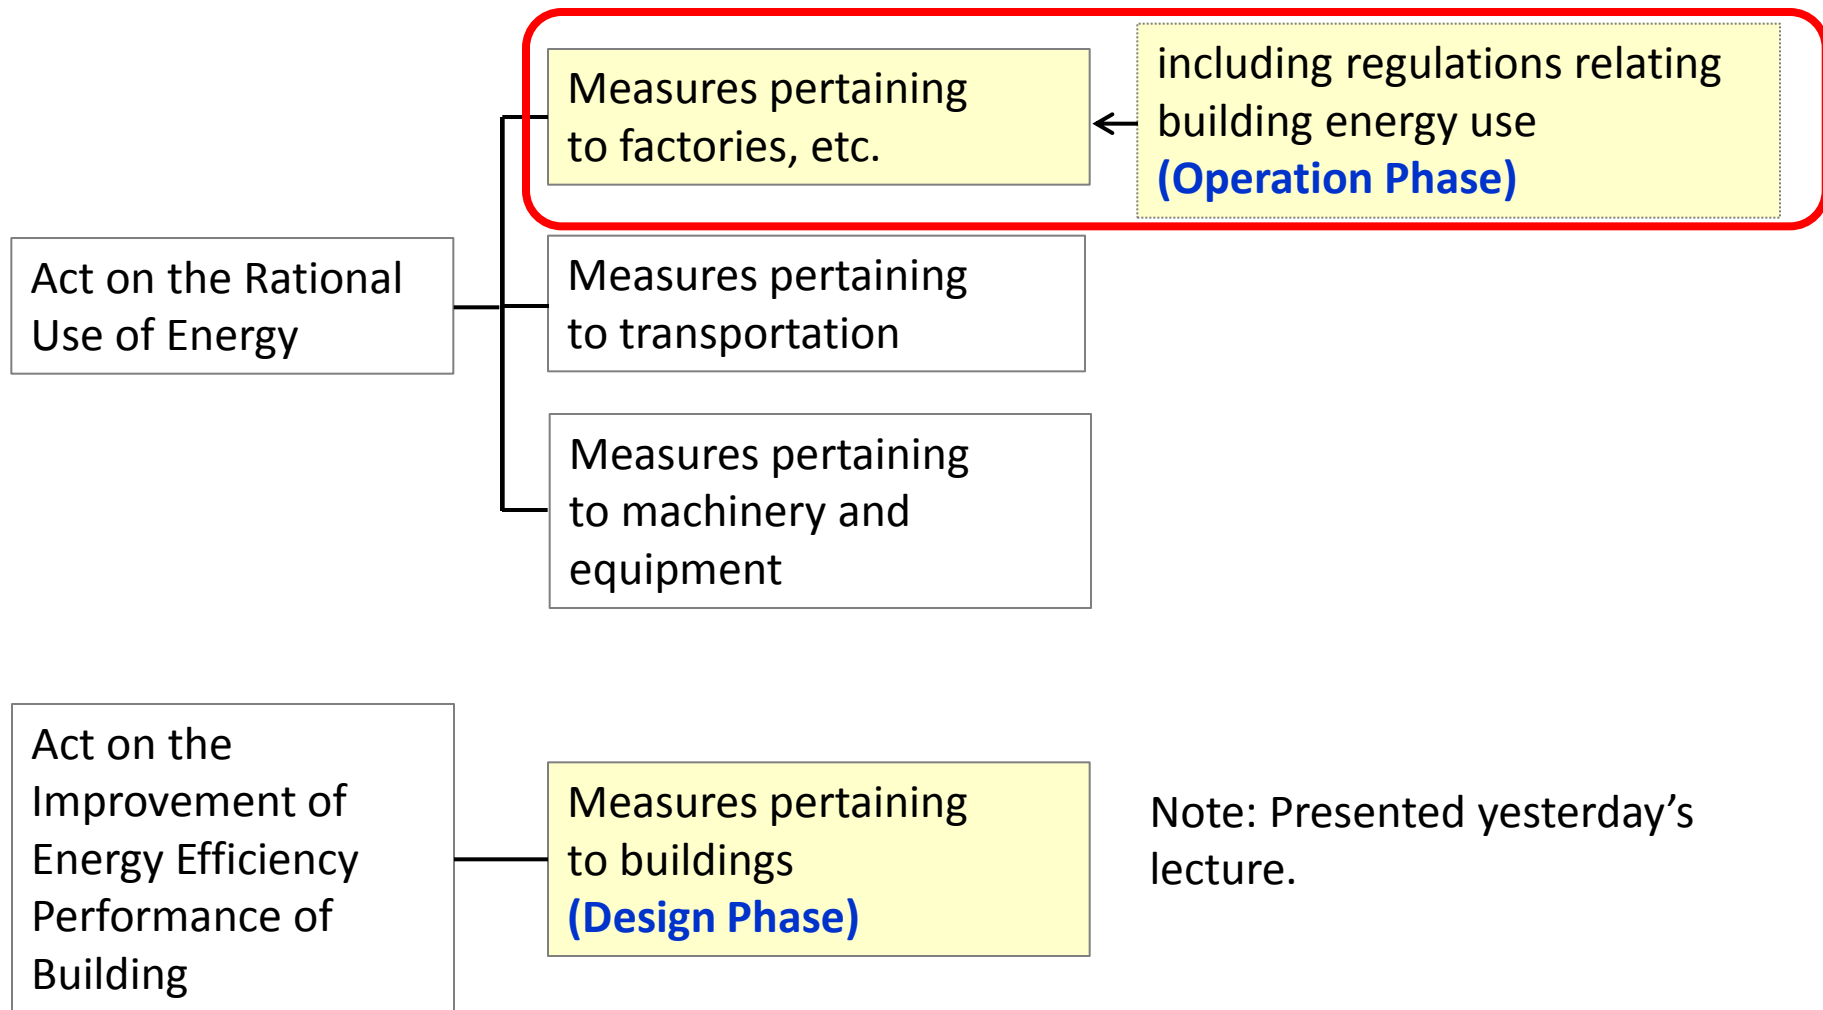 Measures pertaining
to factories, etc.
including regulations relating
building energy use
(Operation Phase)
Act on the Rational
Use of Energy
Measures pertaining
to transportation
Measures pertaining
to machinery and
equipment
Act on the
Improvement of
Energy Efficiency
Performance of
Building
Measures pertaining
to buildings
(Design Phase)
Note: Presented yesterday’s
lecture.